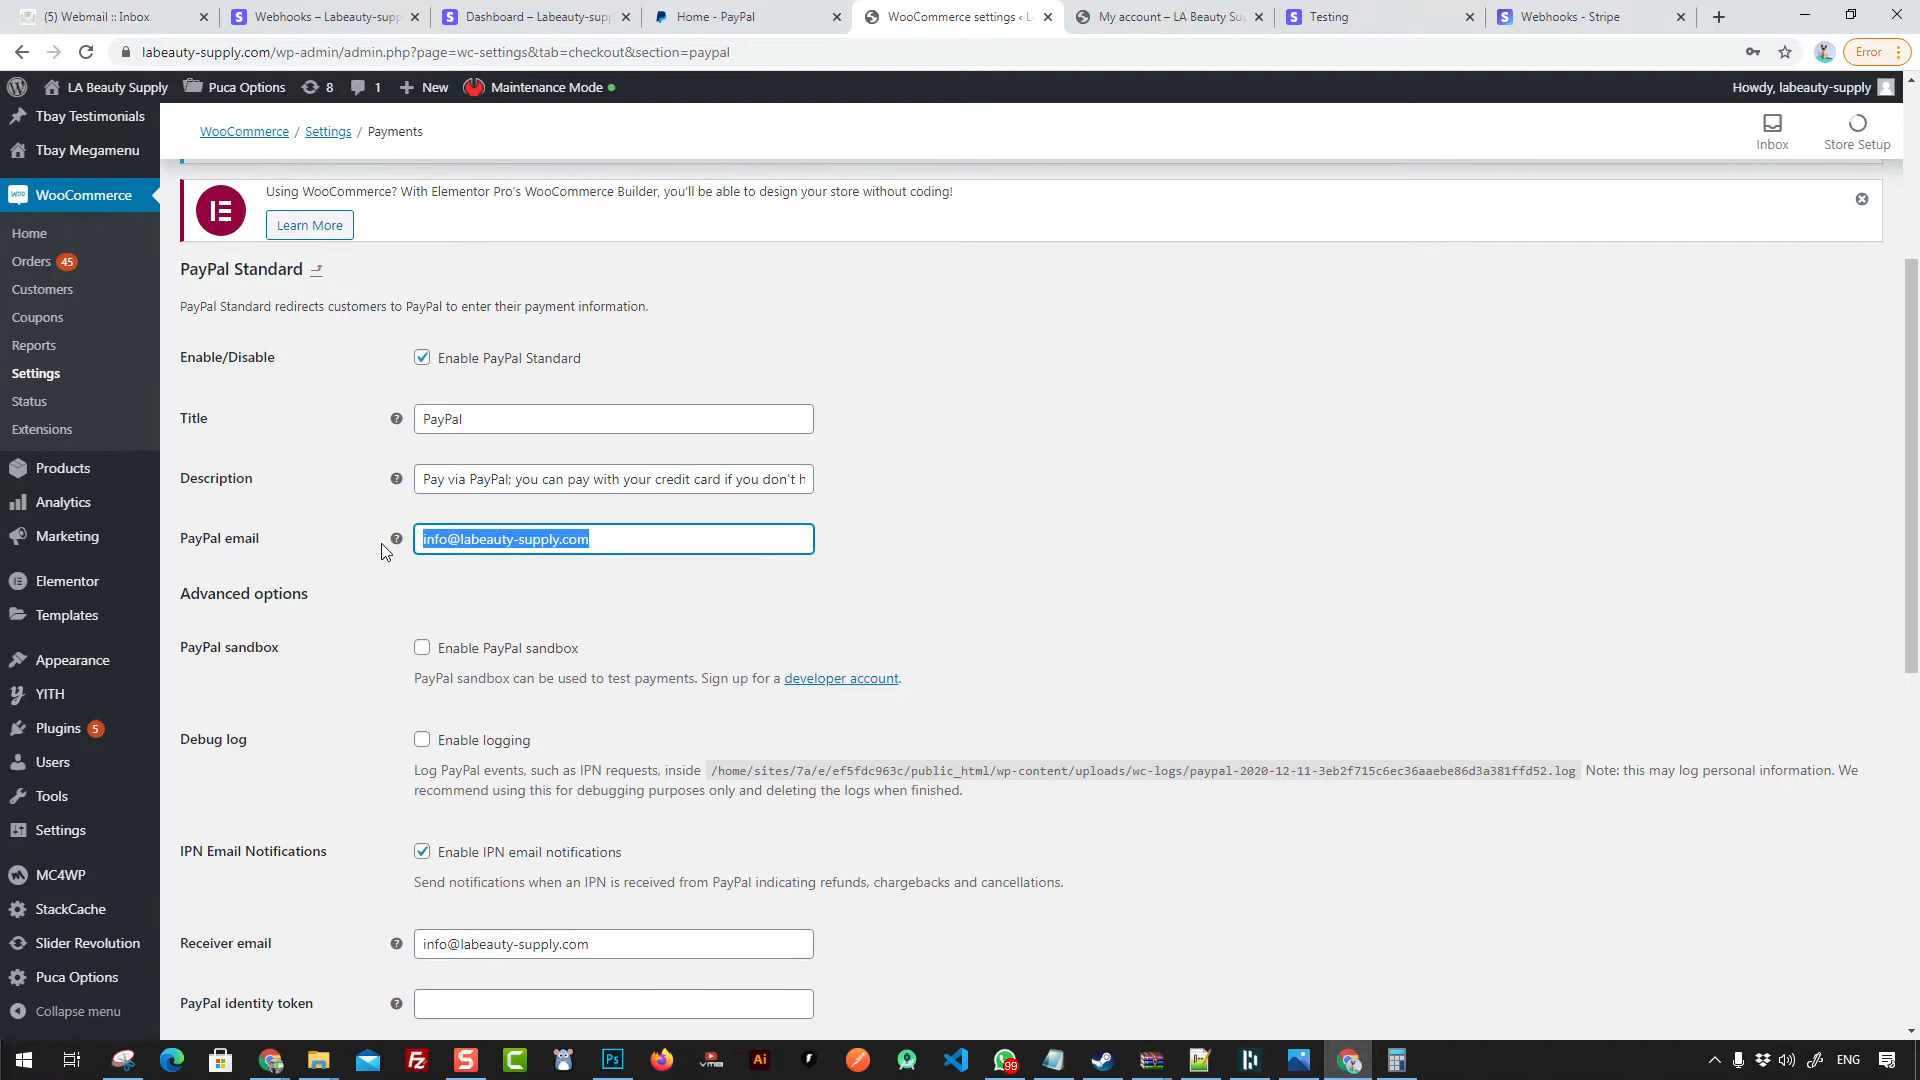 (5) Webmail :: Inbox
Webhooks – Labeauty-supp
Dashboard – Labeauty-supp
Home - PayPal
WooCommerce settings ‹ L
My account – LA Beauty Su
Testing
Webhooks - Stripe
labeauty-supply.com/wp-admin/admin.php?page=wc-settings&tab=checkout&section=paypal
Error
LA Beauty Supply
Puca Options
8
1
New
Maintenance Mode
Howdy, labeauty-supply
Tbay Testimonials
Tbay Megamenu
WooCommerce
Home
Orders 45
Customers
Coupons
Reports
Settings
Status
Extensions
Products
Analytics
Marketing
Elementor
Templates
Appearance
YITH
Plugins 5
Users
Tools
Settings
MC4WP
StackCache
Slider Revolution
Puca Options
Collapse menu
WooCommerce / Settings / Payments
Inbox
Store Setup
Using WooCommerce? With Elementor Pro's WooCommerce Builder, you'll be able to design your store without coding!
Learn More
PayPal Standard
PayPal Standard redirects customers to PayPal to enter their payment information.
Enable/Disable
Enable PayPal Standard
Title
PayPal
Description
Pay via PayPal; you can pay with your credit card if you don't h
PayPal email
info@labeauty-supply.com
Advanced options
PayPal sandbox
Enable PayPal sandbox
PayPal sandbox can be used to test payments. Sign up for a developer account.
Debug log
Enable logging
Log PayPal events, such as IPN requests, inside /home/sites/7a/e/ef5fdc963c/public_html/wp-content/uploads/wc-logs/paypal-2020-12-11-3eb2f715c6ec36aaebe86d3a381ffd52.log Note: this may log personal information. We
recommend using this for debugging purposes only and deleting the logs when finished.
IPN Email Notifications
Enable IPN email notifications
Send notifications when an IPN is received from PayPal indicating refunds, chargebacks and cancellations.
Receiver email
info@labeauty-supply.com
PayPal identity token
99
ENG